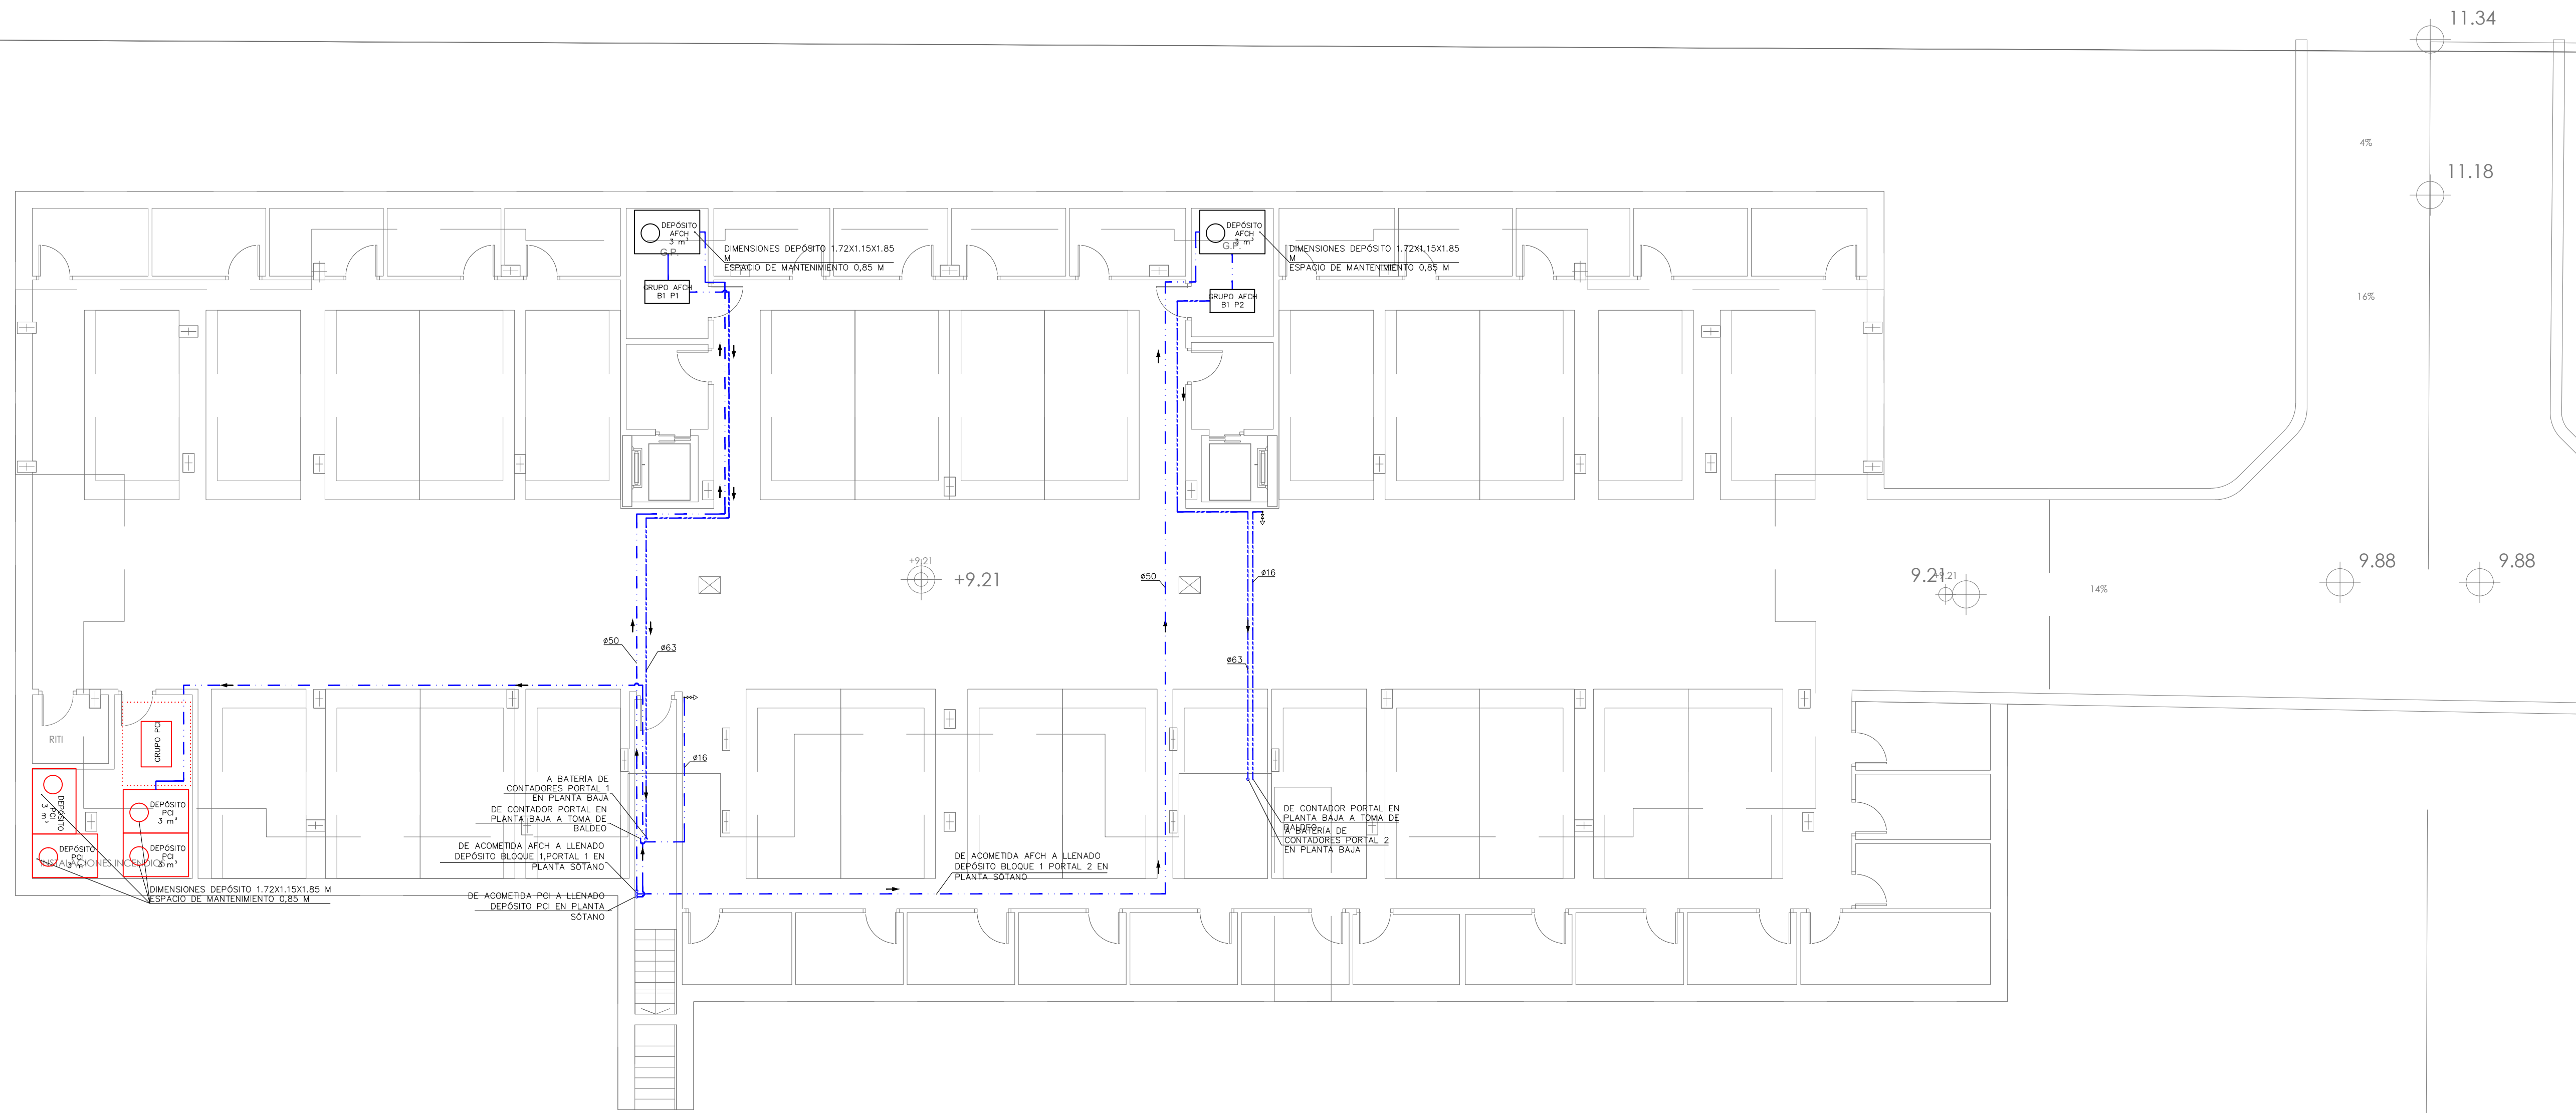 11.34
4%
11.18
16%
DEPÓSITO
AFCH
3 m³
G.P.
DIMENSIONES DEPÓSITO 1.72X1.15X1.85
M
ESPACIO DE MANTENIMIENTO 0,85 M
GRUPO AFCH
B1 P1
DEPÓSITO
AFCH
3 m³
G.P.
DIMENSIONES DEPÓSITO 1.72X1.15X1.85
M
ESPACIO DE MANTENIMIENTO 0,85 M
GRUPO AFCH
B1 P2
+9.21
+9.21
ø50
ø16
9.21
+9.21
14%
9.88
9.88
ø50
ø63
ø63
RITI
GRUPO PCI
ø16
DEPÓSITO
PCI
3 m³
DEPÓSITO
PCI
3 m³
DEPÓSITO
PCI
3 m³
DEPÓSITO
PCI
3 m³
INSTALACIONES INCENDIOS
DIMENSIONES DEPÓSITO 1.72X1.15X1.85 M
ESPACIO DE MANTENIMIENTO 0,85 M
A BATERÍA DE
CONTADORES PORTAL 1
EN PLANTA BAJA
DE CONTADOR PORTAL EN
PLANTA BAJA A TOMA DE
BALDEO
DE ACOMETIDA AFCH A LLENADO
DEPÓSITO BLOQUE 1,PORTAL 1 EN
PLANTA SÓTANO
DE ACOMETIDA PCI A LLENADO
DEPÓSITO PCI EN PLANTA
SÓTANO
DE ACOMETIDA AFCH A LLENADO
DEPÓSITO BLOQUE 1 PORTAL 2 EN
PLANTA SÓTANO
DE CONTADOR PORTAL EN
PLANTA BAJA A TOMA DE
BALDEO
A BATERÍA DE
CONTADORES PORTAL 2
EN PLANTA BAJA